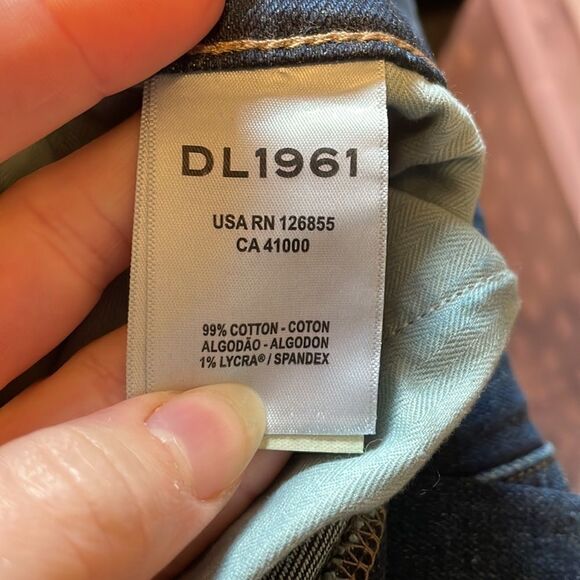 DL1961
USA RN 126855
CA 41000
99% COTTON - COTON
ALGODÃO - ALGODON
1% LYCRA® / SPANDEX